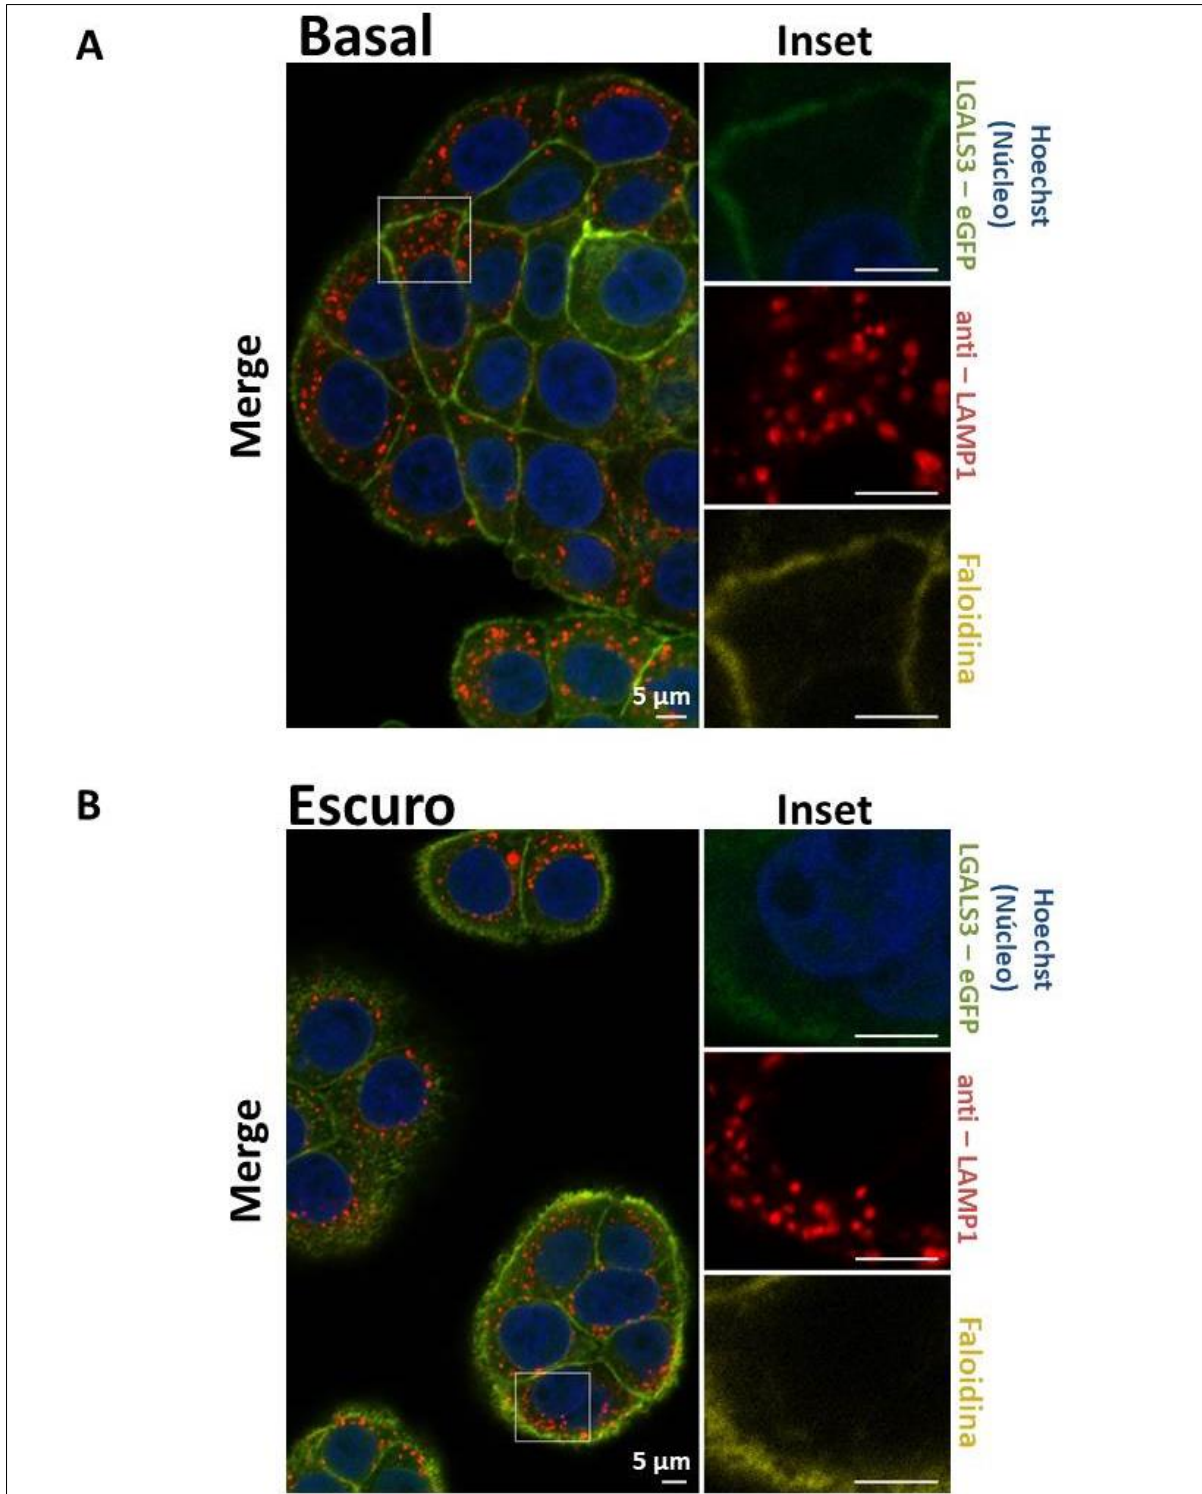 A
Basal
Inset
Merge
LGALS3 – eGFP
Hoechst
(Núcleo)
anti – LAMP1
Faloidina
5 µm
B
Escuro
Inset
Merge
LGALS3 – eGFP
Hoechst
(Núcleo)
anti – LAMP1
Faloidina
5 µm